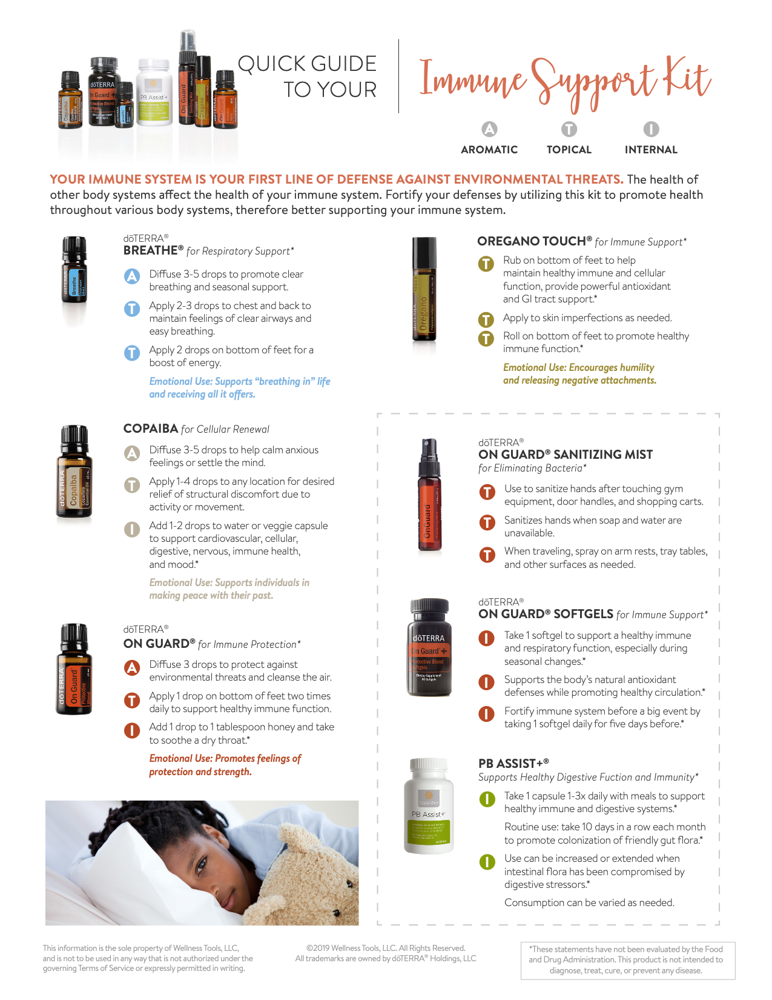 QUICK GUIDE
TO YOUR
Immune Support Kit
A
T
I
AROMATIC
TOPICAL
INTERNAL
YOUR IMMUNE SYSTEM IS YOUR FIRST LINE OF DEFENSE AGAINST ENVIRONMENTAL THREATS. The health of
other body systems affect the health of your immune system. Fortify your defenses by utilizing this kit to promote health
throughout various body systems, therefore better supporting your immune system.
dōTERRA®
BREATHE® for Respiratory Support*
A Diffuse 3-5 drops to promote clear
breathing and seasonal support.
T Apply 2-3 drops to chest and back to
maintain feelings of clear airways and
easy breathing.
T Apply 2 drops on bottom of feet for a
boost of energy.
Emotional Use: Supports “breathing in” life
and receiving all it offers.
COPAIBA for Cellular Renewal
A Diffuse 3-5 drops to help calm anxious
feelings or settle the mind.
T Apply 1-4 drops to any location for desired
relief of structural discomfort due to
activity or movement.
I Add 1-2 drops to water or veggie capsule
to support cardiovascular, cellular,
digestive, nervous, immune health,
and mood.*
Emotional Use: Supports individuals in
making peace with their past.
dōTERRA®
ON GUARD® for Immune Protection*
A Diffuse 3 drops to protect against
environmental threats and cleanse the air.
T Apply 1 drop on bottom of feet two times
daily to support healthy immune function.
I Add 1 drop to 1 tablespoon honey and take
to soothe a dry throat.*
Emotional Use: Promotes feelings of
protection and strength.
OREGANO TOUCH® for Immune Support*
T Rub on bottom of feet to help
maintain healthy immune and cellular
function, provide powerful antioxidant
and GI tract support.*
T Apply to skin imperfections as needed.
T Roll on bottom of feet to promote healthy
immune function.*
Emotional Use: Encourages humility
and releasing negative attachments.
dōTERRA®
ON GUARD® SANITIZING MIST
for Eliminating Bacteria*
T Use to sanitize hands after touching gym
equipment, door handles, and shopping carts.
T Sanitizes hands when soap and water are
unavailable.
T When traveling, spray on arm rests, tray tables,
and other surfaces as needed.
dōTERRA®
ON GUARD® SOFTGELS for Immune Support*
I Take 1 softgel to support a healthy immune
and respiratory function, especially during
seasonal changes.*
I Supports the body’s natural antioxidant
defenses while promoting healthy circulation.*
I Fortify immune system before a big event by
taking 1 softgel daily for five days before.*
PB ASSIST+®
Supports Healthy Digestive Fuction and Immunity*
I Take 1 capsule 1-3x daily with meals to support
healthy immune and digestive systems.*
Routine use: take 10 days in a row each month
to promote colonization of friendly gut flora.*
I Use can be increased or extended when
intestinal flora has been compromised by
digestive stressors.*
Consumption can be varied as needed.
This information is the sole property of Wellness Tools, LLC,
and is not to be used in any way that is not authorized under the
governing Terms of Service or expressly permitted in writing.
©2019 Wellness Tools, LLC. All Rights Reserved.
All trademarks are owned by dōTERRA® Holdings, LLC
*These statements have not been evaluated by the Food
and Drug Administration. This product is not intended to
diagnose, treat, cure, or prevent any disease.